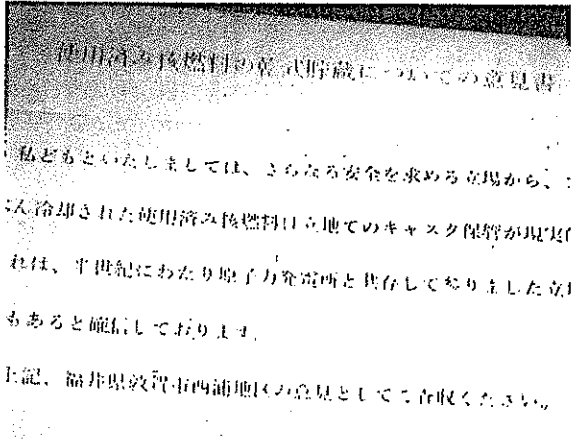 使用済み核燃料の乾式貯蔵についての意見書
私どもといたしましては、さらなる安全を求める立場から、
ぶん冷却された使用済み核燃料は立地でのキャスク保管が現実
れは、半世紀にわたり原子力発電所と共存して参りました立
もあると確信しております。
上記、福井県敦賀市西浦地区の意見としてご査収ください。